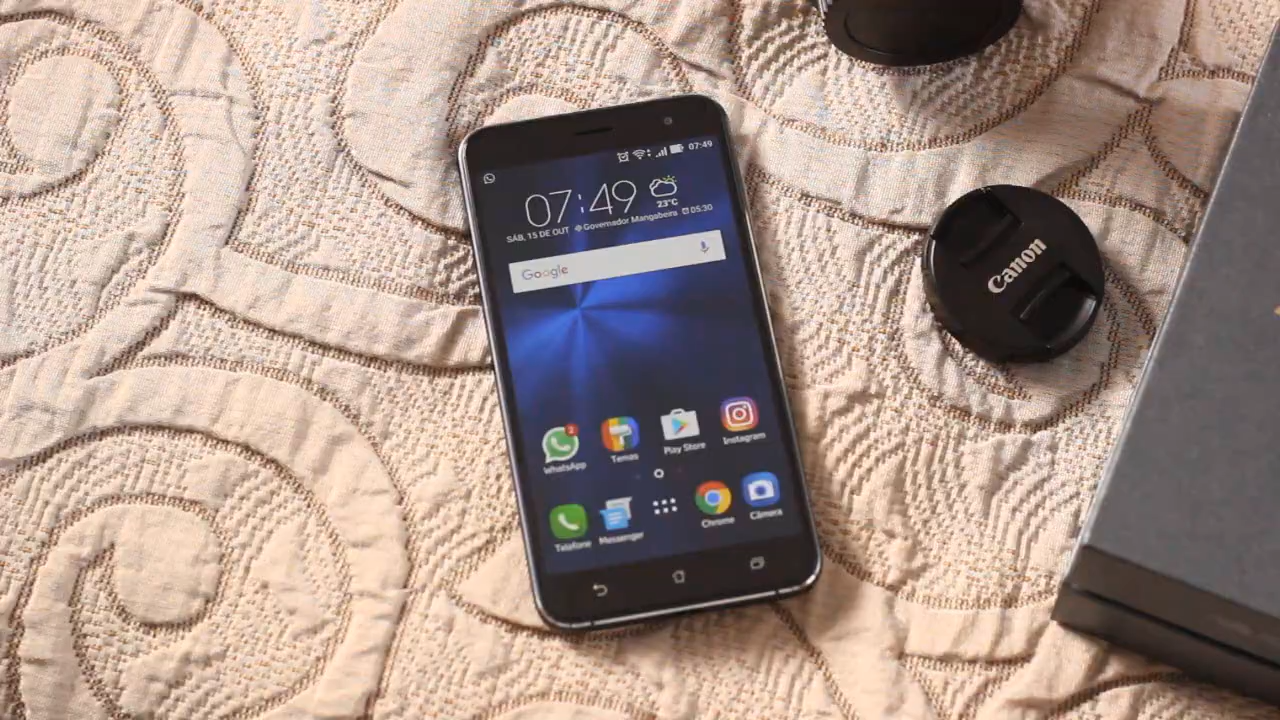 07:49
07:49
23°C
SÁB, 15 DE OUT Governador Mangabeira 05:30
Google
2
WhatsApp Temas Play Store Instagram
Telefone Messenger Chrome Câmera
Canon